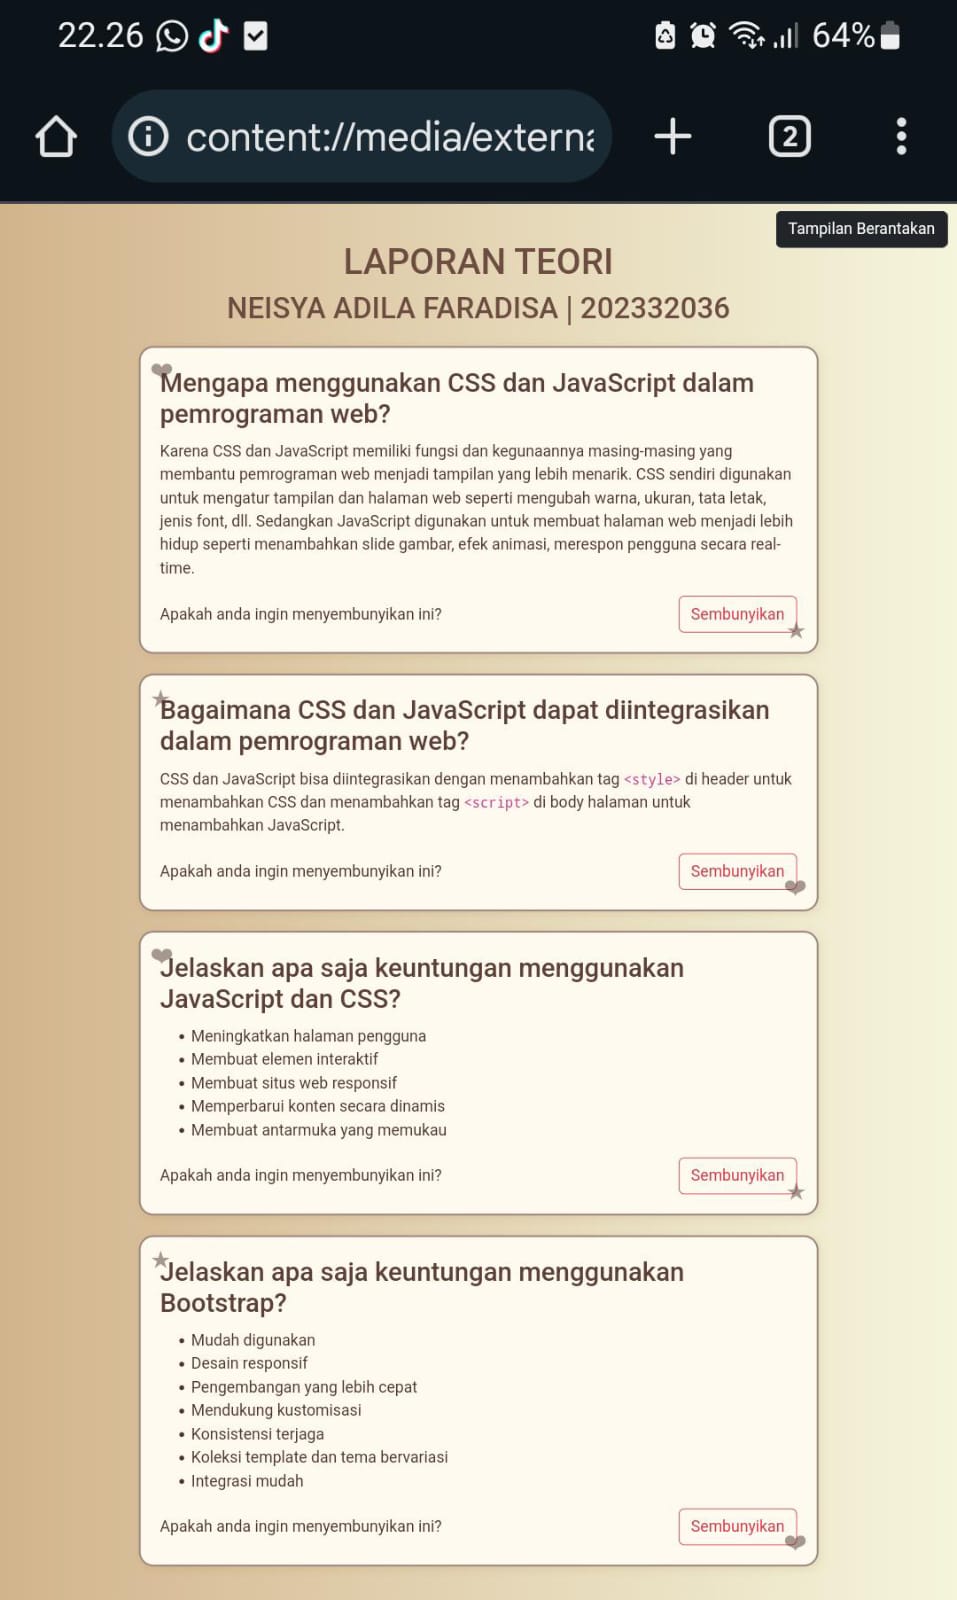 22.26
64%
content://media/externa
2
Tampilan Berantakan
LAPORAN TEORI
NEISYA ADILA FARADISA | 202332036
Mengapa menggunakan CSS dan JavaScript dalam
pemrograman web?
Karena CSS dan JavaScript memiliki fungsi dan kegunaannya masing-masing yang
membantu pemrograman web menjadi tampilan yang lebih menarik. CSS sendiri digunakan
untuk mengatur tampilan dan halaman web seperti mengubah warna, ukuran, tata letak,
jenis font, dll. Sedangkan JavaScript digunakan untuk membuat halaman web menjadi lebih
hidup seperti menambahkan slide gambar, efek animasi, merespon pengguna secara real-
time.
Apakah anda ingin menyembunyikan ini?
Sembunyikan
Bagaimana CSS dan JavaScript dapat diintegrasikan
dalam pemrograman web?
CSS dan JavaScript bisa diintegrasikan dengan menambahkan tag <style> di header untuk
menambahkan CSS dan menambahkan tag <script> di body halaman untuk
menambahkan JavaScript.
Apakah anda ingin menyembunyikan ini?
Sembunyikan
Jelaskan apa saja keuntungan menggunakan
JavaScript dan CSS?
• Meningkatkan halaman pengguna
• Membuat elemen interaktif
• Membuat situs web responsif
• Memperbarui konten secara dinamis
• Membuat antarmuka yang memukau
Apakah anda ingin menyembunyikan ini?
Sembunyikan
Jelaskan apa saja keuntungan menggunakan
Bootstrap?
• Mudah digunakan
• Desain responsif
• Pengembangan yang lebih cepat
• Mendukung kustomisasi
• Konsistensi terjaga
• Koleksi template dan tema bervariasi
• Integrasi mudah
Apakah anda ingin menyembunyikan ini?
Sembunyikan